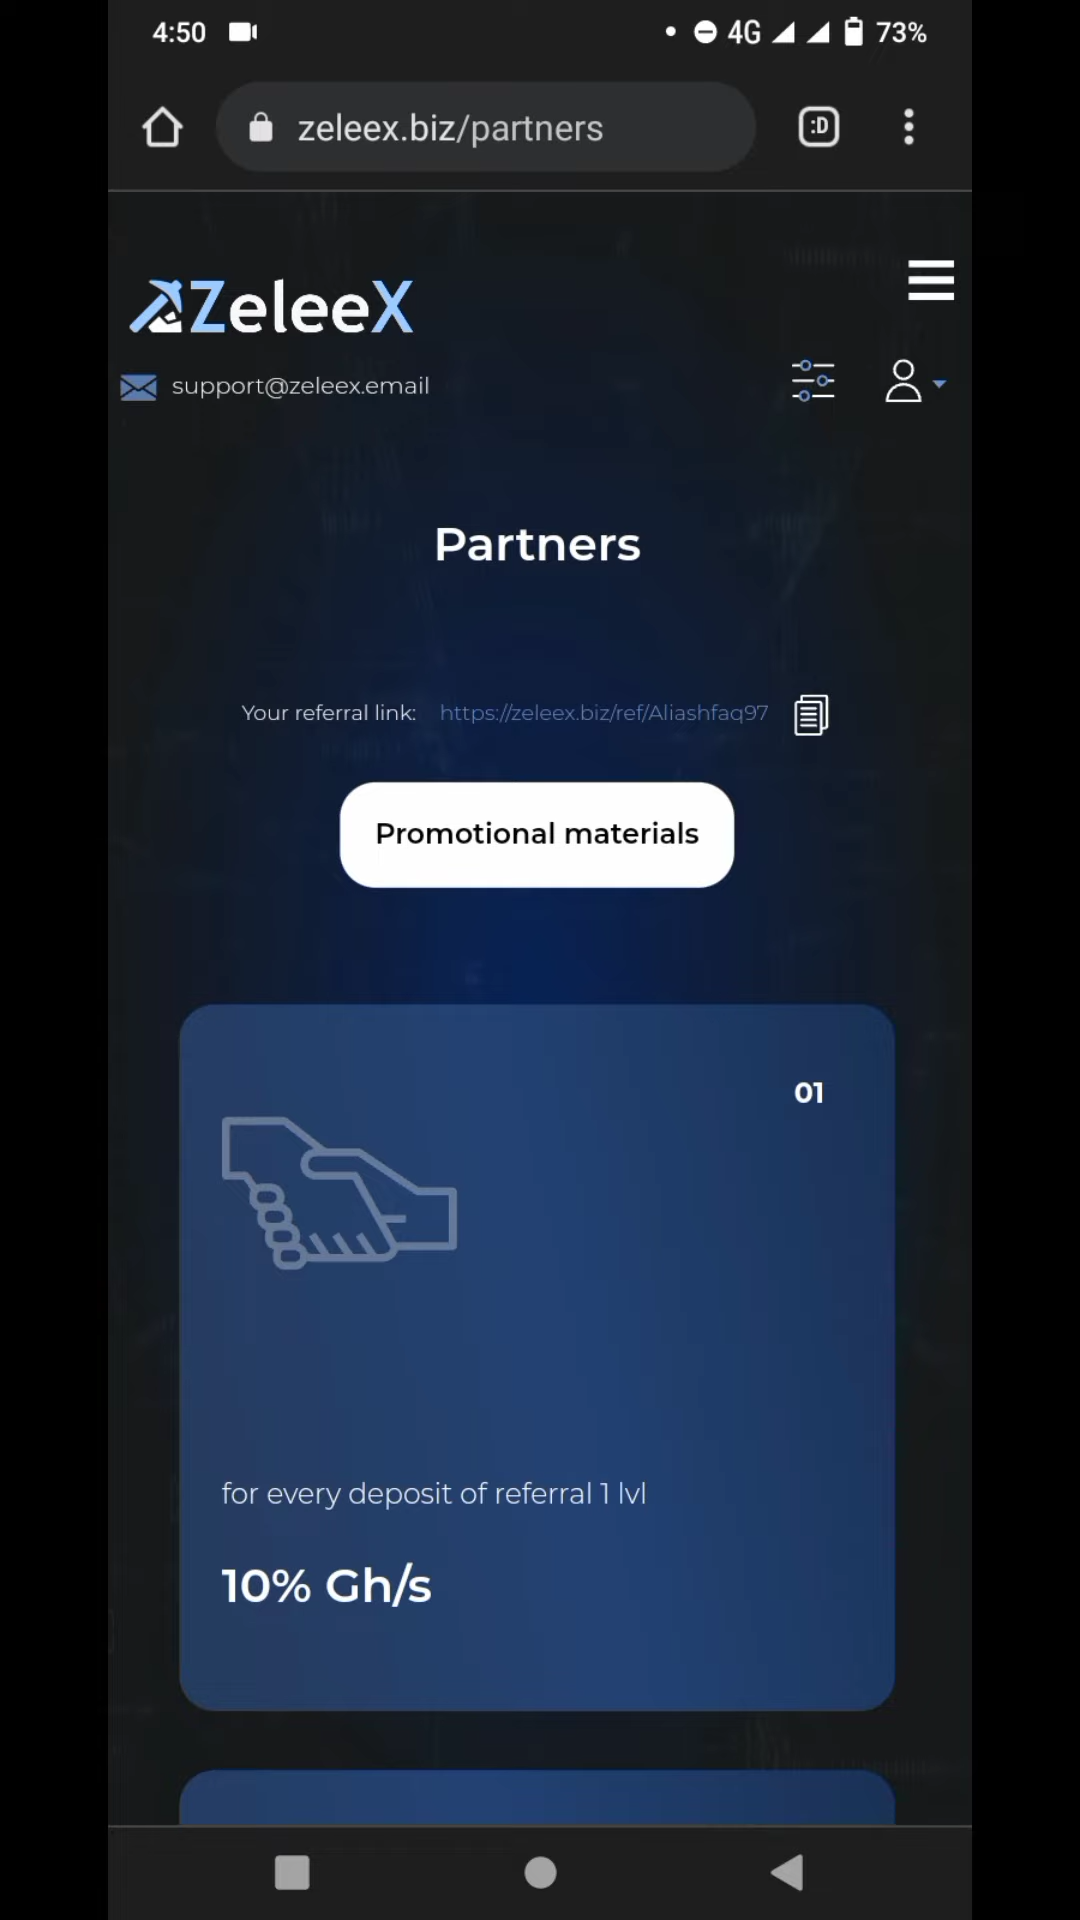 4:50 4G 73%
zeleex.biz/partners :D
ZeleeX
support@zeleex.email
Partners
Your referral link: https://zeleex.biz/ref/Aliashfaq97
Promotional materials
01
for every deposit of referral 1 lvl
10% Gh/s